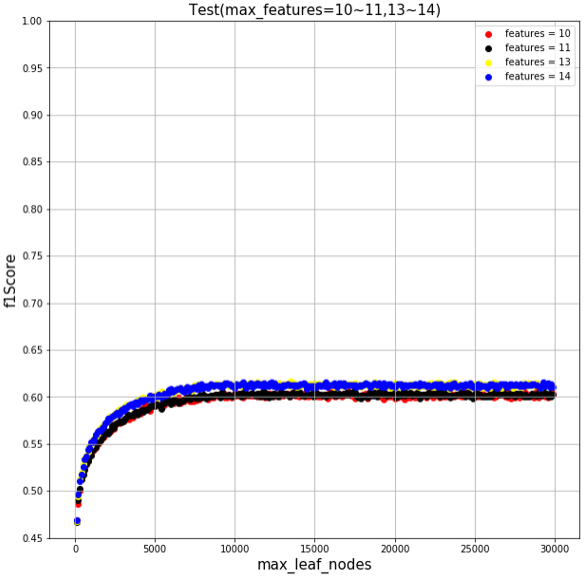 Test(max_features=10~11,13~14)
features = 10
features = 11
features = 13
features = 14
1.00
0.95
0.90
0.85
0.80
0.75
0.70
0.65
0.60
0.55
0.50
0.45
f1Score
0 5000 10000 15000 20000 25000 30000
max_leaf_nodes